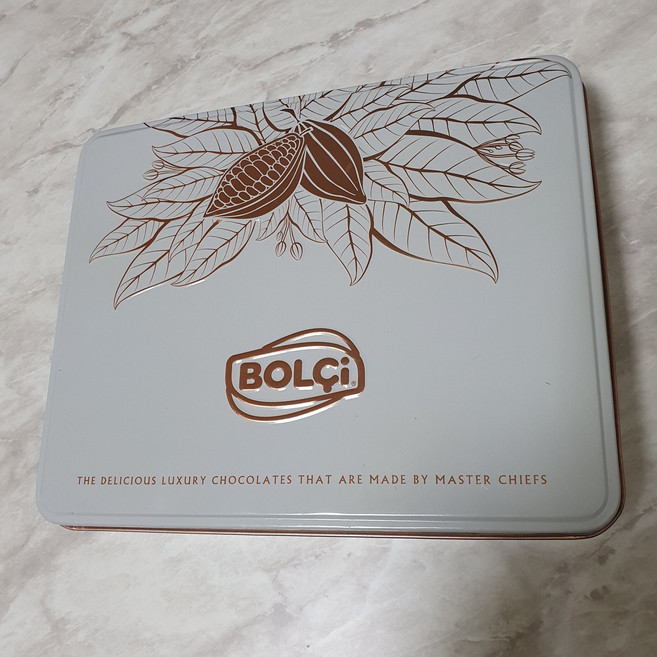 BOLÇi®
THE DELICIOUS LUXURY CHOCOLATES THAT ARE MADE BY MASTER CHIEFS